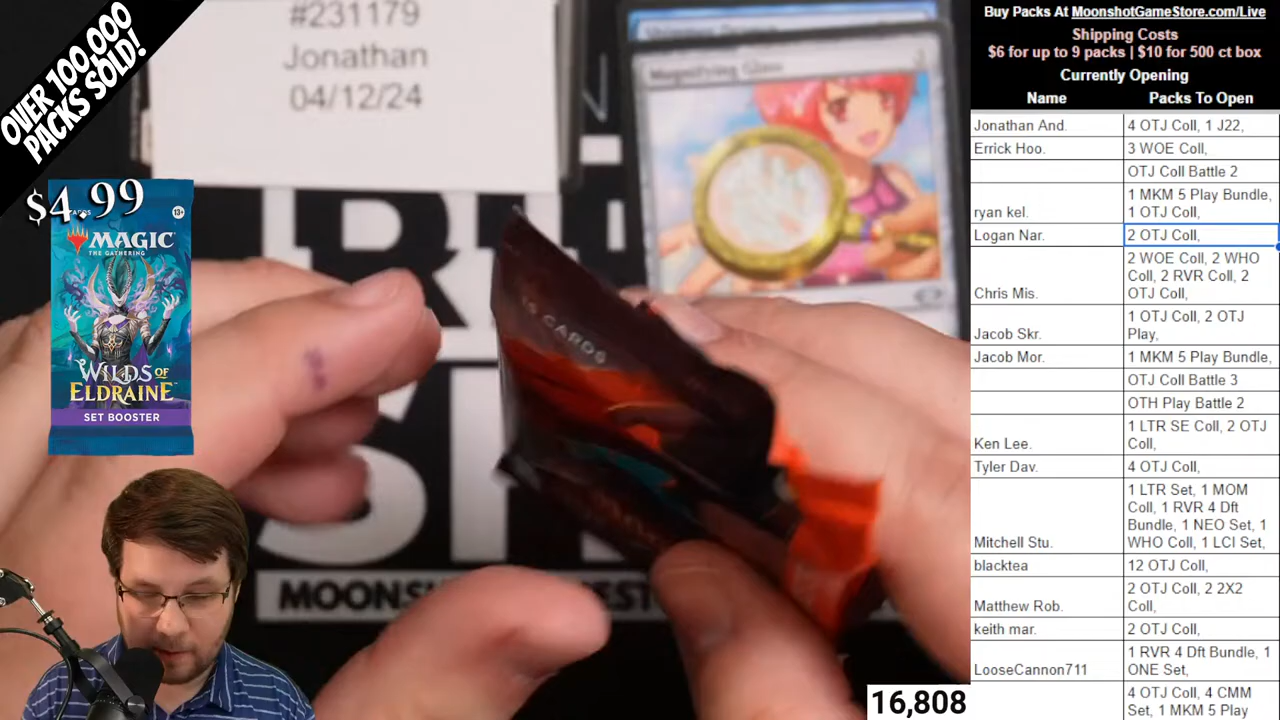 OVER 100,000
PACKS SOLD!
$4.99
13+
MAGIC
THE GATHERING
WILDS OF
ELDRAINE
SET BOOSTER
#231179
Jonathan
04/12/24
Magnifying Glass
CARDS
MOONSH
16,808
Buy Packs At MoonshotGameStore.com/Live
Shipping Costs
$6 for up to 9 packs | $10 for 500 ct box
Currently Opening
Name Packs To Open
Jonathan And. 4 OTJ Coll, 1 J22,
Errick Hoo. 3 WOE Coll,
OTJ Coll Battle 2
ryan kel. 1 MKM 5 Play Bundle,
1 OTJ Coll,
Logan Nar. 2 OTJ Coll,
Chris Mis. 2 WOE Coll, 2 WHO
Coll, 2 RVR Coll, 2
OTJ Coll,
Jacob Skr. 1 OTJ Coll, 2 OTJ
Play,
Jacob Mor. 1 MKM 5 Play Bundle,
OTJ Coll Battle 3
OTH Play Battle 2
Ken Lee. 1 LTR SE Coll, 2 OTJ
Coll,
Tyler Dav. 4 OTJ Coll,
Mitchell Stu. 1 LTR Set, 1 MOM
Coll, 1 RVR 4 Dft
Bundle, 1 NEO Set, 1
WHO Coll, 1 LCI Set,
blacktea 12 OTJ Coll,
Matthew Rob. 2 OTJ Coll, 2 2X2
Coll,
keith mar. 2 OTJ Coll,
LooseCannon711 1 RVR 4 Dft Bundle, 1
ONE Set,
4 OTJ Coll, 4 CMM
Set, 1 MKM 5 Play